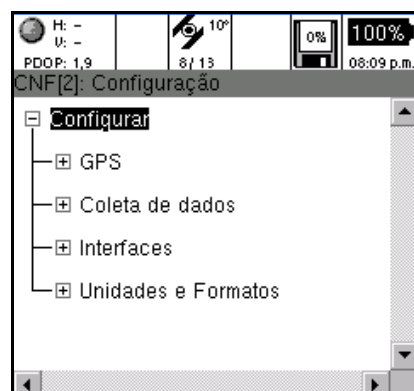 H: -
V: -
PDOP: 1,9
10°
8/ 13
0%
100%
08:09 p.m.
CNF[2]: Configuração
Configurar
GPS
Coleta de dados
Interfaces
Unidades e Formatos